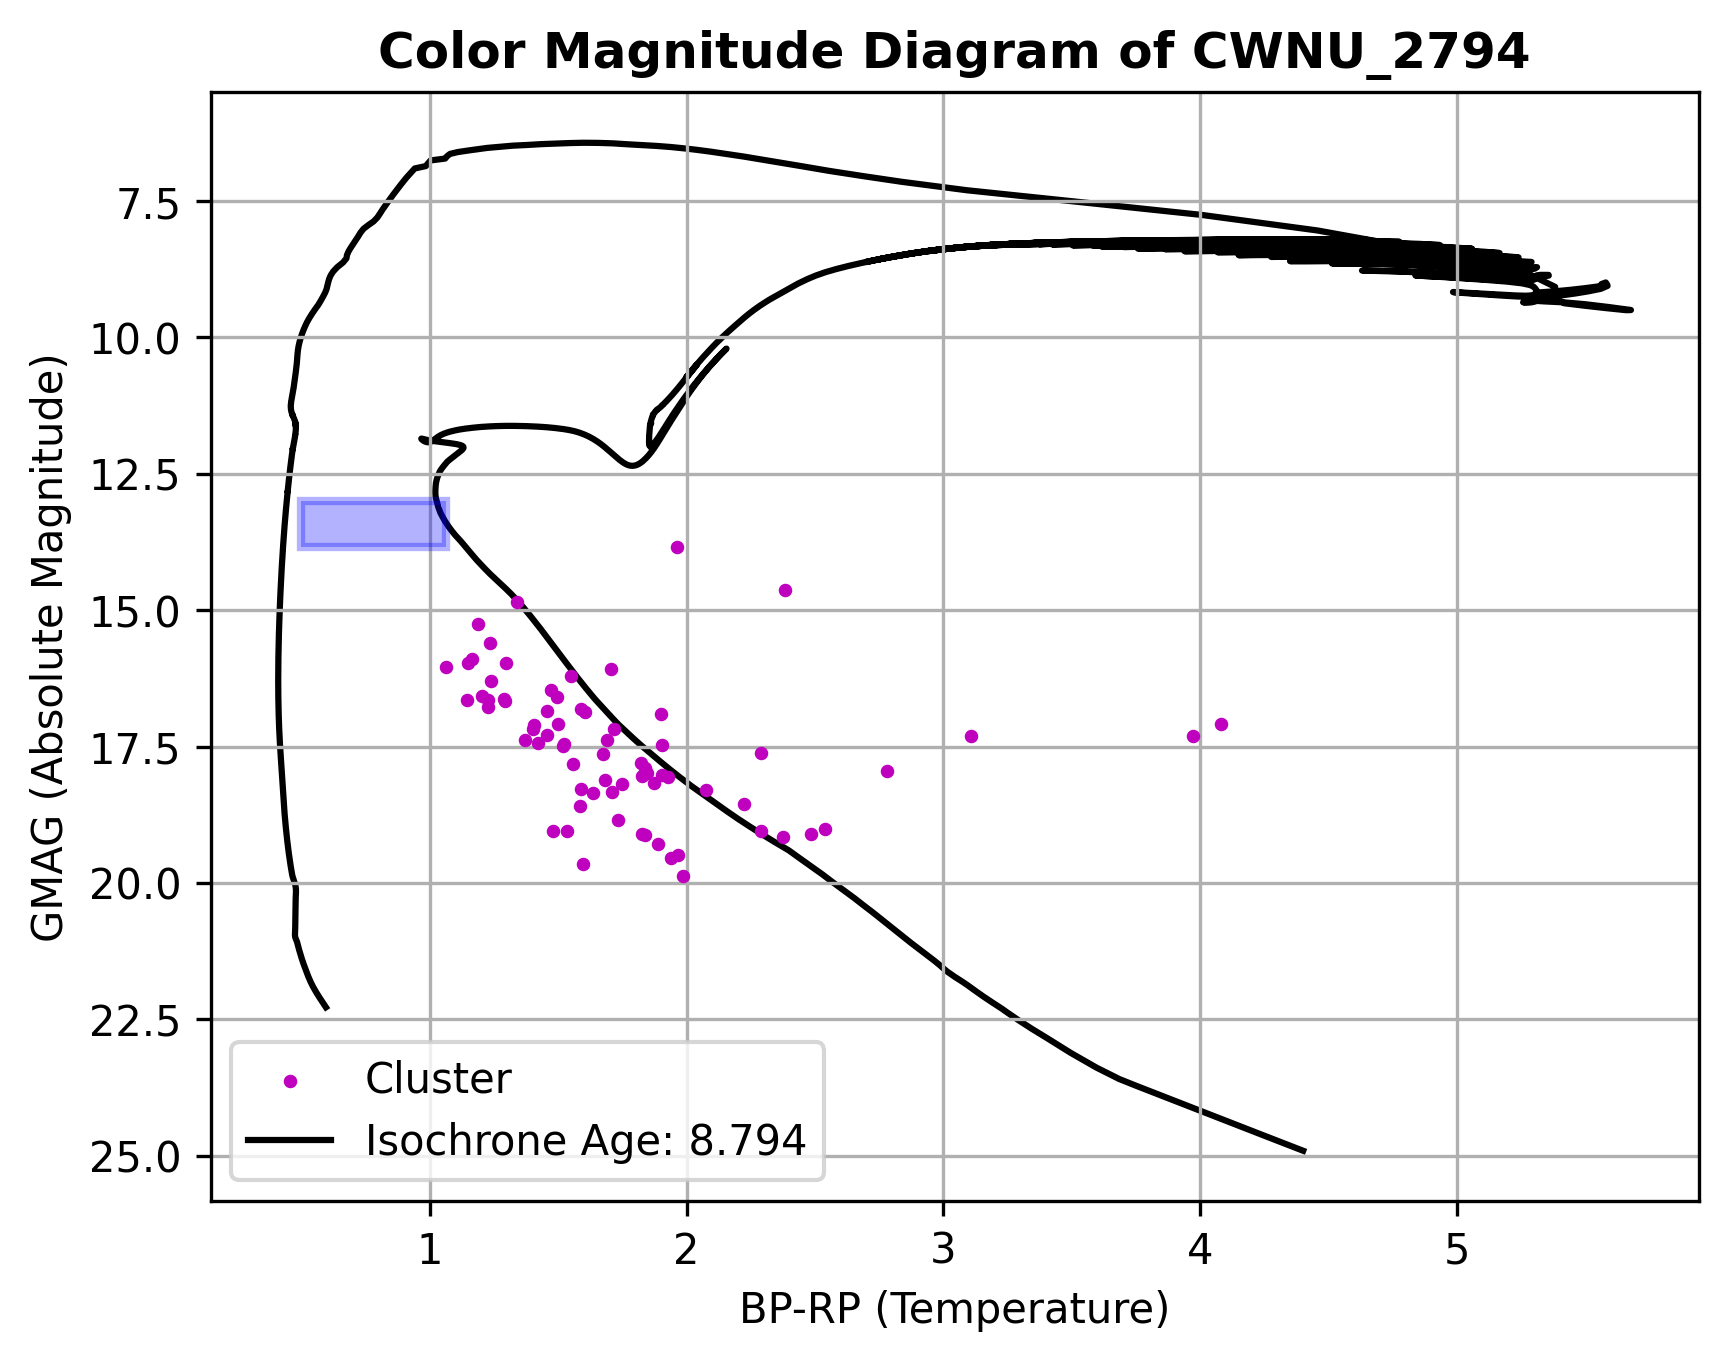 Color Magnitude Diagram of CWNU_2794
GMAG (Absolute Magnitude)
7.5
10.0
12.5
15.0
17.5
20.0
22.5
25.0
Cluster
Isochrone Age: 8.794
1 2 3 4 5
BP-RP (Temperature)